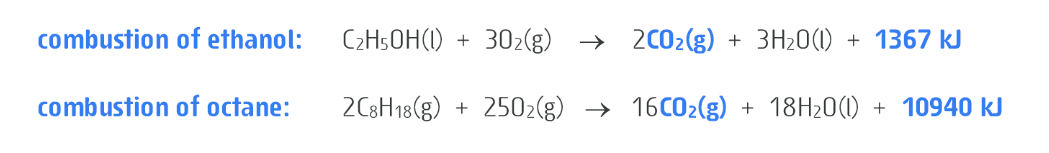 combustion of ethanol: C₂H₅OH(l) + 3O₂(g) → 2CO₂(g) + 3H₂O(l) + 1367 kJ
combustion of octane: 2C₈H₁₈(g) + 25O₂(g) → 16CO₂(g) + 18H₂O(l) + 10940 kJ